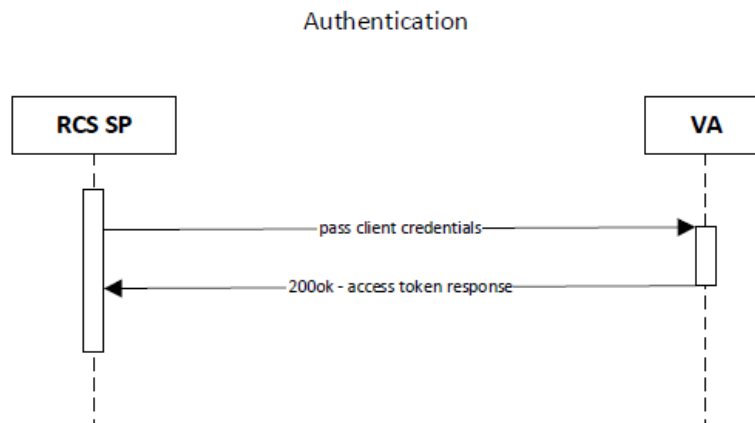 Authentication
RCS SP
VA
pass client credentials
200ok - access token response